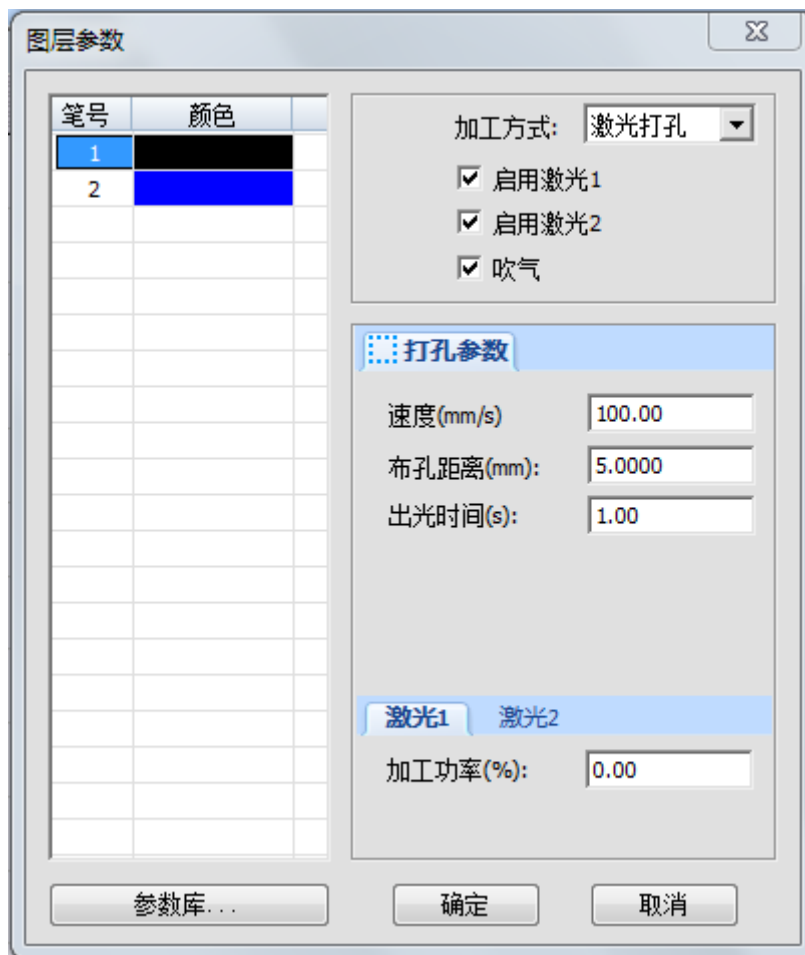 图层参数
笔号 颜色
1
2
加工方式: 激光打孔
启用激光1
启用激光2
吹气
打孔参数
速度(mm/s) 100.00
布孔距离(mm): 5.0000
出光时间(s): 1.00
激光1 激光2
加工功率(%): 0.00
参数库... 确定 取消